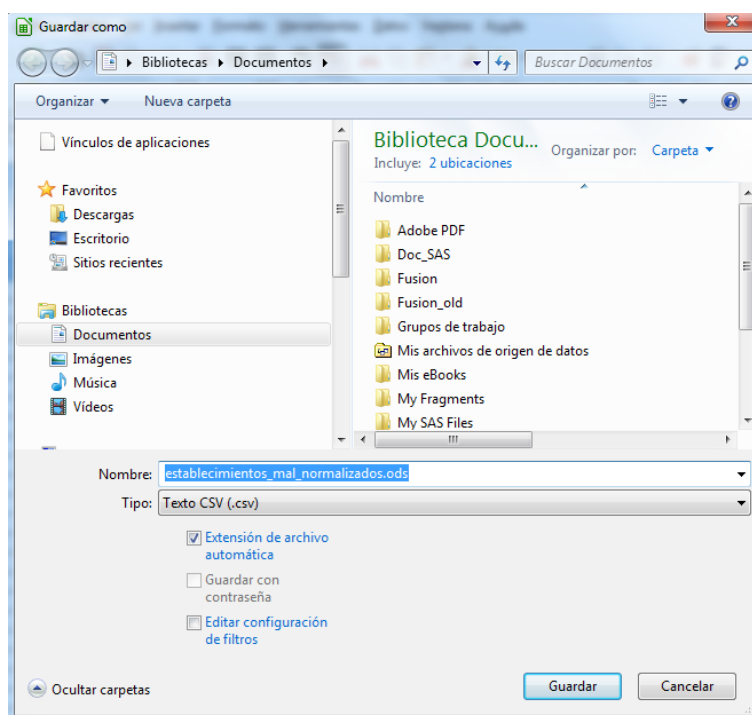 Guardar como
Bibliotecas
Documentos
Buscar Documentos
Organizar
Nueva carpeta
Vínculos de aplicaciones
Favoritos
Descargas
Escritorio
Sitios recientes
Bibliotecas
Documentos
Imágenes
Música
Vídeos
Biblioteca Docu...
Incluye: 2 ubicaciones
Organizar por: Carpeta
Nombre
Adobe PDF
Doc_SAS
Fusion
Fusion_old
Grupos de trabajo
Mis archivos de origen de datos
Mis eBooks
My Fragments
My SAS Files
Nombre: establecimientos_mal_normalizados.ods
Tipo: Texto CSV (.csv)
Extensión de archivo
automática
Guardar con
contraseña
Editar configuración
de filtros
Ocultar carpetas
Guardar
Cancelar